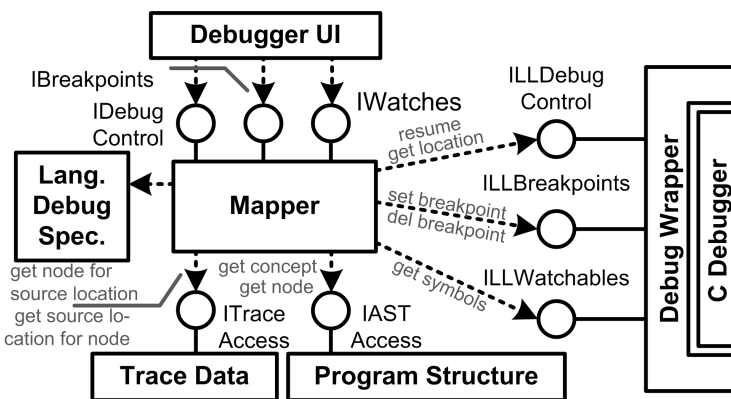 Debugger UI
IBreakpoints
IDebug
Control
IWatches
ILLDebug
Control
resume
get location
Lang.
Debug
Spec.
Mapper
set breakpoint
del breakpoint
ILLBreakpoints
get symbols
ILLWatchables
Debug Wrapper
C Debugger
get node for
source location
get source lo-
cation for node
get concept
get node
ITrace
Access
IAST
Access
Trace Data
Program Structure